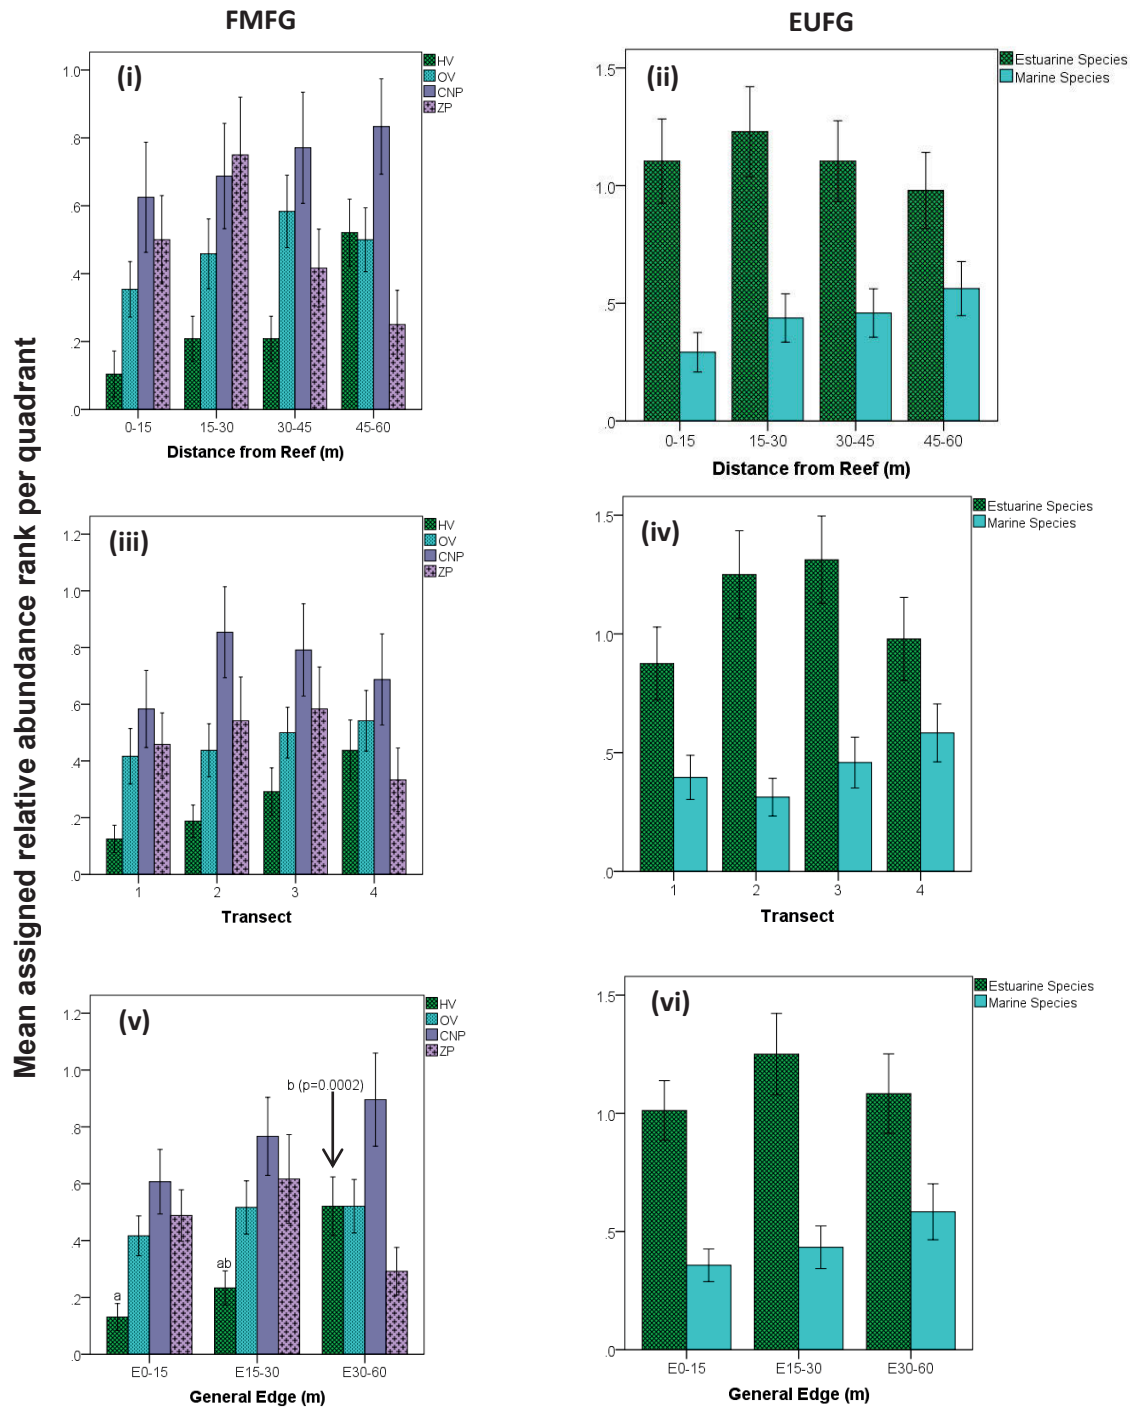 FMFG
EUFG
Mean assigned relative abundance rank per quadrant
(i)
HV
OV
CNP
ZP
1.0
.8
.6
.4
.2
.0
0-15
15-30
30-45
45-60
Distance from Reef (m)
(ii)
Estuarine Species
Marine Species
1.5
1.0
.5
.0
0-15
15-30
30-45
45-60
Distance from Reef (m)
(iii)
HV
OV
CNP
ZP
1.2
1.0
.8
.6
.4
.2
.0
1
2
3
4
Transect
(iv)
Estuarine Species
Marine Species
1.5
1.0
.5
.0
1
2
3
4
Transect
(v)
HV
OV
CNP
ZP
1.2
1.0
.8
.6
.4
.2
.0
a
ab
b (p=0.0002)
E0-15
E15-30
E30-60
General Edge (m)
(vi)
Estuarine Species
Marine Species
1.5
1.0
.5
.0
E0-15
E15-30
E30-60
General Edge (m)